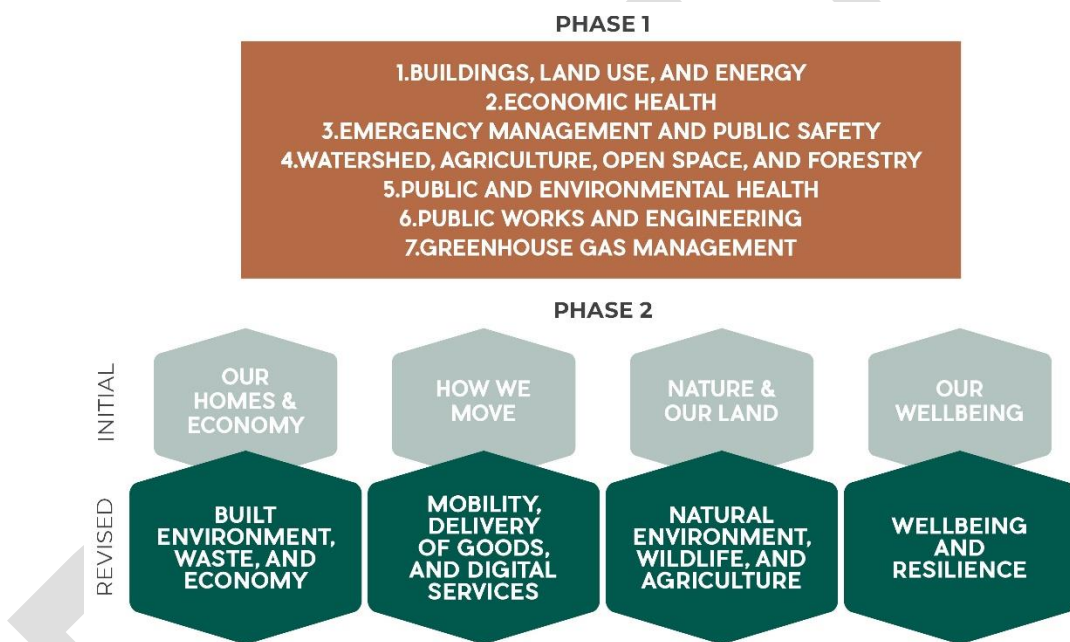 PHASE 1
1.BUILDINGS, LAND USE, AND ENERGY
2.ECONOMIC HEALTH
3.EMERGENCY MANAGEMENT AND PUBLIC SAFETY
4.WATERSHED, AGRICULTURE, OPEN SPACE, AND FORESTRY
5.PUBLIC AND ENVIRONMENTAL HEALTH
6.PUBLIC WORKS AND ENGINEERING
7.GREENHOUSE GAS MANAGEMENT
PHASE 2
INITIAL
OUR
HOMES &
ECONOMY
HOW WE
MOVE
NATURE &
OUR LAND
OUR
WELLBEING
REVISED
BUILT
ENVIRONMENT,
WASTE, AND
ECONOMY
MOBILITY,
DELIVERY
OF GOODS,
AND DIGITAL
SERVICES
NATURAL
ENVIRONMENT,
WILDLIFE, AND
AGRICULTURE
WELLBEING
AND
RESILIENCE